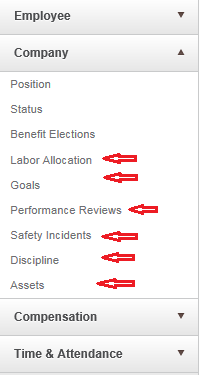 Employee
Company
Position
Status
Benefit Elections
Labor Allocation
Goals
Performance Reviews
Safety Incidents
Discipline
Assets
Compensation
Time & Attendance